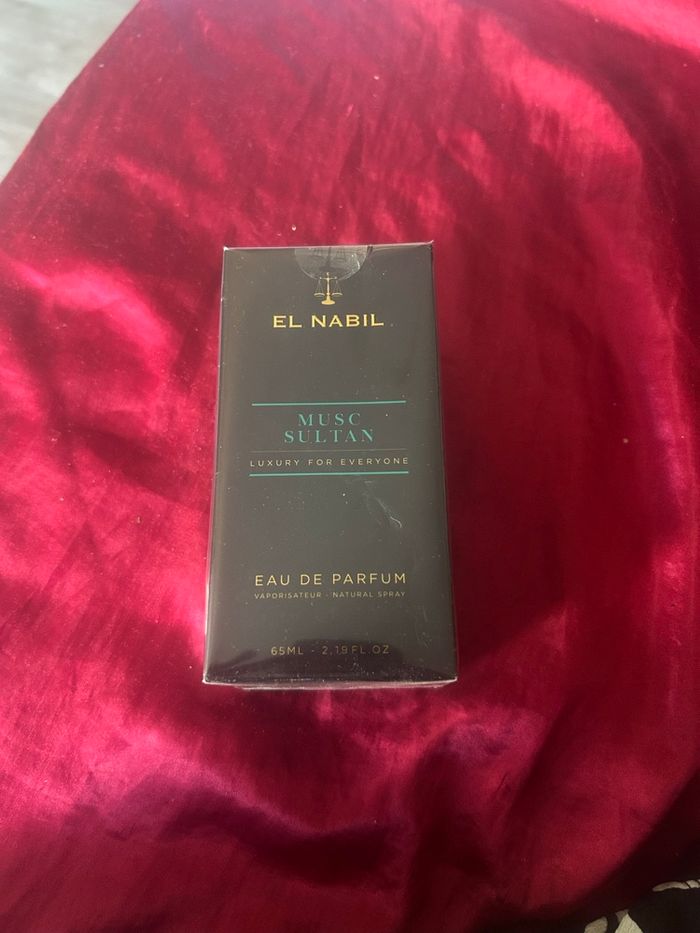 EL NABIL
MUSC
SULTAN
LUXURY FOR EVERYONE
EAU DE PARFUM
VAPORISATEUR - NATURAL SPRAY
65ML - 2,19 FL.OZ